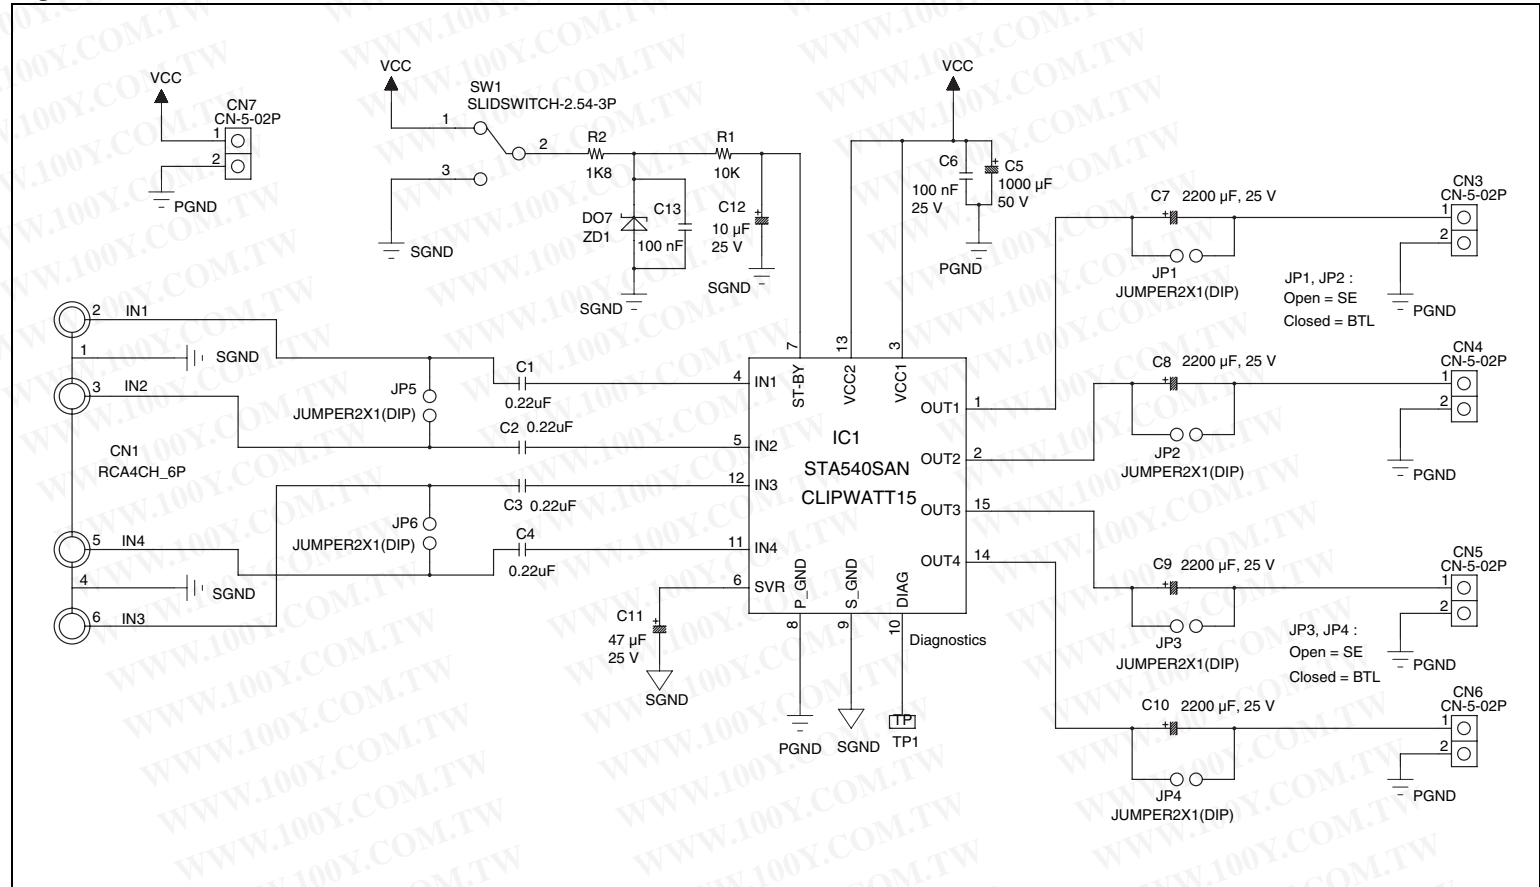 VCC
CN7
CN-5-02P
1
2
PGND
VCC
SW1
SLIDSWITCH-2.54-3P
1
2
3
SGND
R2
1K8
R1
10K
DO7
ZD1
C13
100 nF
C12
+
10 µF
25 V
SGND
SGND
VCC
C6
100 nF
25 V
C5
+
1000 µF
50 V
PGND
C7 2200 µF, 25 V
+
JP1
JUMPER2X1(DIP)
JP1, JP2 :
Open = SE
Closed = BTL
CN3
CN-5-02P
1
2
PGND
C8 2200 µF, 25 V
+
JP2
JUMPER2X1(DIP)
CN4
CN-5-02P
1
2
PGND
2 IN1
1 SGND
3 IN2
CN1
RCA4CH_6P
5 IN4
4 SGND
6 IN3
JP5
JUMPER2X1(DIP)
JP6
JUMPER2X1(DIP)
C1
0.22uF
C2 0.22uF
C3 0.22uF
C4
0.22uF
7 13 3
ST-BY VCC2 VCC1
4 IN1
5 IN2
12 IN3
11 IN4
6 SVR
IC1
STA540SAN
CLIPWATT15
OUT1 1
OUT2 2
OUT3 15
OUT4 14
P_GND S_GND DIAG
8 9 10
Diagnostics
C11
+
47 µF
25 V
SGND
PGND
SGND
TP
TP1
C9 2200 µF, 25 V
+
JP3
JUMPER2X1(DIP)
JP3, JP4 :
Open = SE
Closed = BTL
CN5
CN-5-02P
1
2
PGND
C10 2200 µF, 25 V
+
JP4
JUMPER2X1(DIP)
CN6
CN-5-02P
1
2
PGND
WWW.100Y.COM.TW